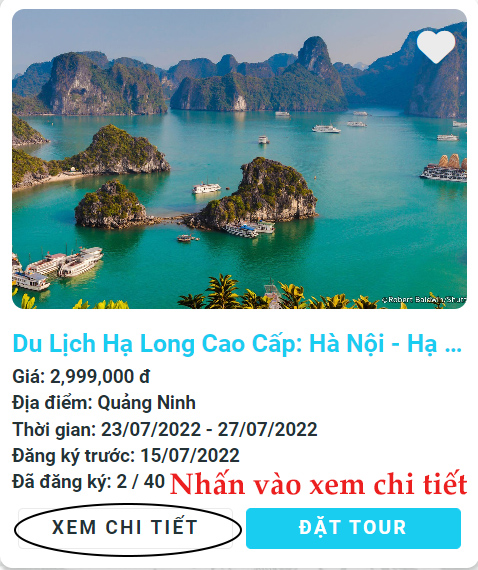 ©Robert Baldwin/Shutt
Du Lịch Hạ Long Cao Cấp: Hà Nội - Hạ ...
Giá: 2,999,000 đ
Địa điểm: Quảng Ninh
Thời gian: 23/07/2022 - 27/07/2022
Đăng ký trước: 15/07/2022
Đã đăng ký: 2 / 40 Nhấn vào xem chi tiết
XEM CHI TIẾT ĐẶT TOUR